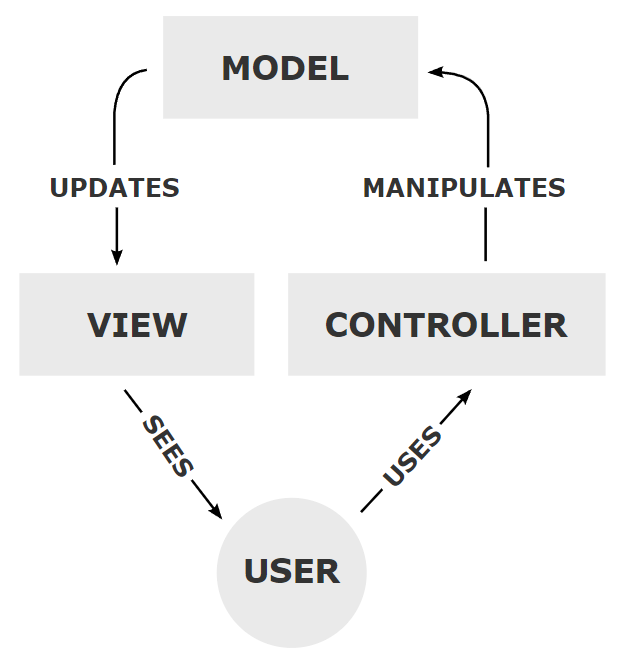 MODEL
UPDATES
MANIPULATES
VIEW
CONTROLLER
SEES
USES
USER